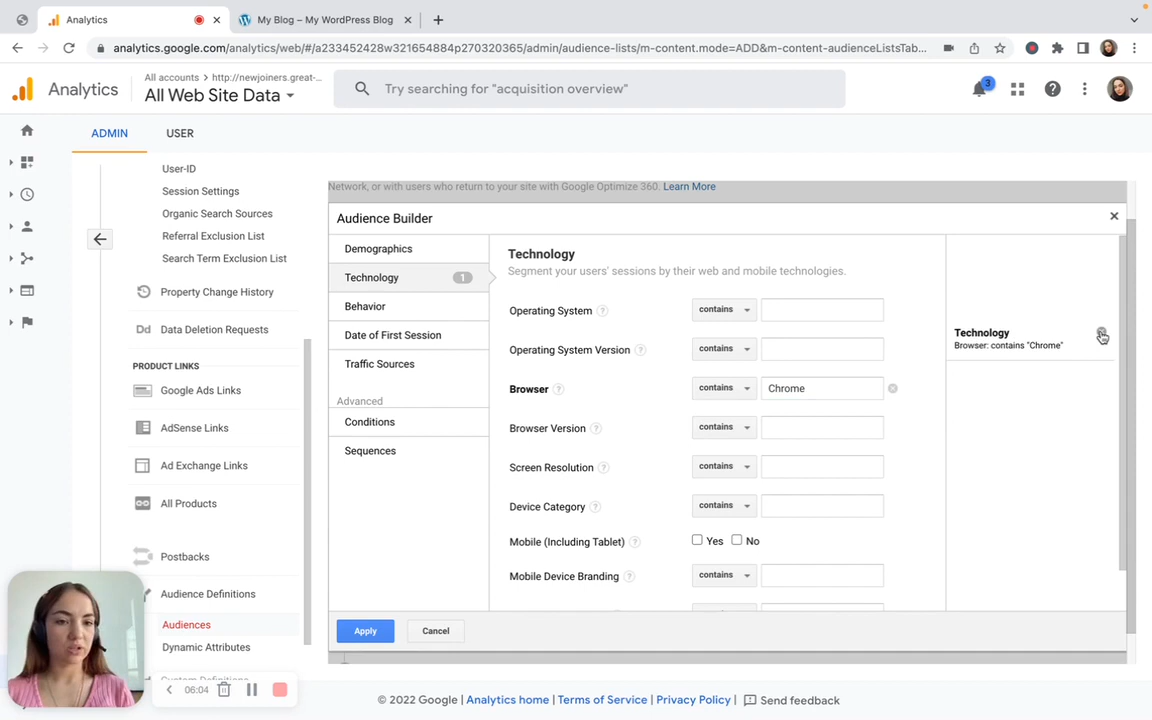 Analytics
My Blog – My WordPress Blog
analytics.google.com/analytics/web/#/a233452428w321654884p270320365/admin/audience-lists/m-content.mode=ADD&m-content-audienceListsTab...
Analytics
All accounts > http://newjoiners.great-...
All Web Site Data
Try searching for "acquisition overview"
3
ADMIN
USER
User-ID
Session Settings
Organic Search Sources
Referral Exclusion List
Search Term Exclusion List
Property Change History
Dd Data Deletion Requests
PRODUCT LINKS
Google Ads Links
AdSense Links
Ad Exchange Links
All Products
Postbacks
Audience Definitions
Audiences
Dynamic Attributes
Custom Definitions
06:04
Network, or with users who return to your site with Google Optimize 360. Learn More
Audience Builder
Demographics
Technology 1
Behavior
Date of First Session
Traffic Sources
Advanced
Conditions
Sequences
Technology
Segment your users' sessions by their web and mobile technologies.
Operating System ? contains
Operating System Version ? contains
Browser ? contains Chrome
Browser Version ? contains
Screen Resolution ? contains
Device Category ? contains
Mobile (Including Tablet) ? Yes No
Mobile Device Branding ? contains
Technology
Browser: contains "Chrome"
Apply
Cancel
© 2022 Google | Analytics home | Terms of Service | Privacy Policy | Send feedback